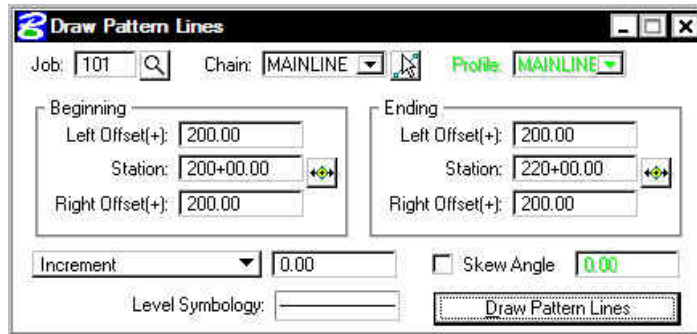 Draw Pattern Lines
Job: 101 Chain: MAINLINE Profile: MAINLINE
Beginning Ending
Left Offset(+): 200.00 Left Offset(+): 200.00
Station: 200+00.00 Station: 220+00.00
Right Offset(+): 200.00 Right Offset(+): 200.00
Increment 0.00 Skew Angle 0.00
Level Symbology: Draw Pattern Lines